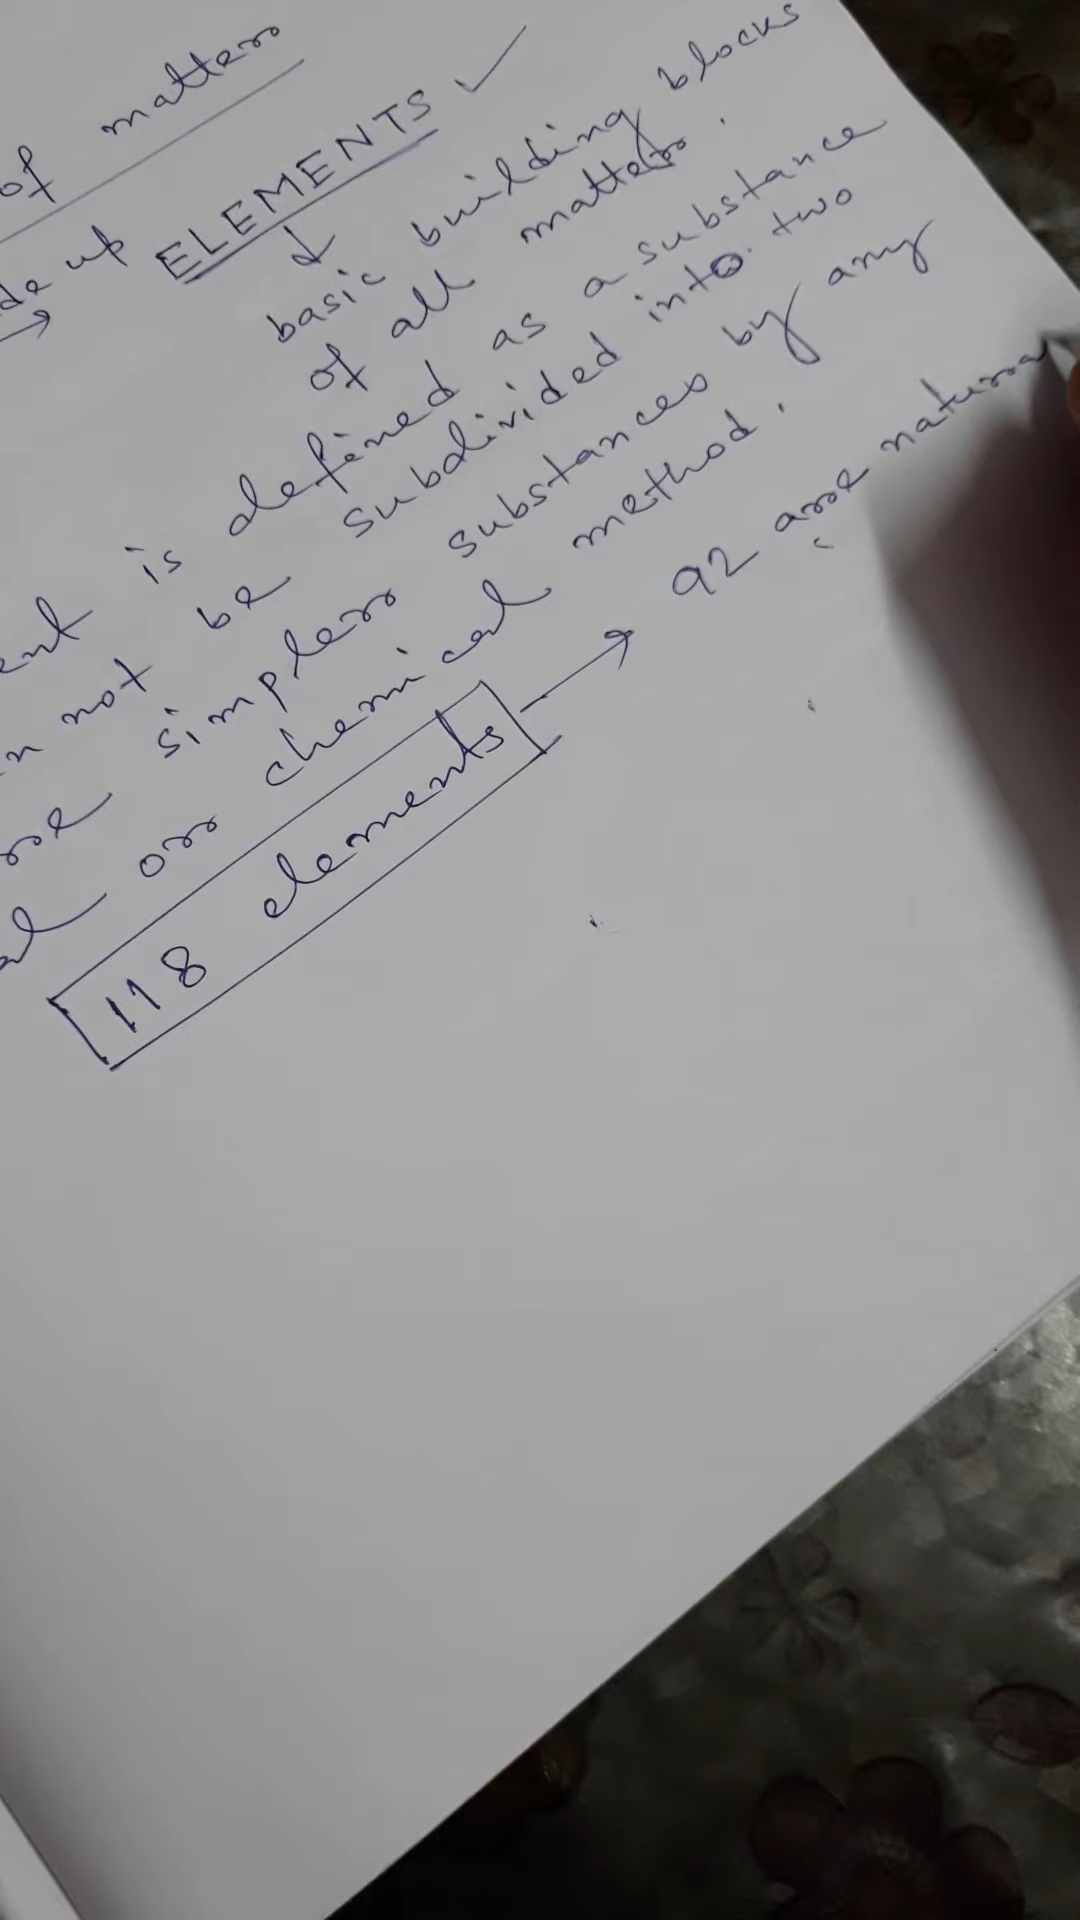 of matter
de up → ELEMENTS ✓
↓
basic building blocks
of all matter.
ent is defined as a substance
n not be subdivided into two
re simpler substances by any
al or chemical method.
118 elements → 92 are natura